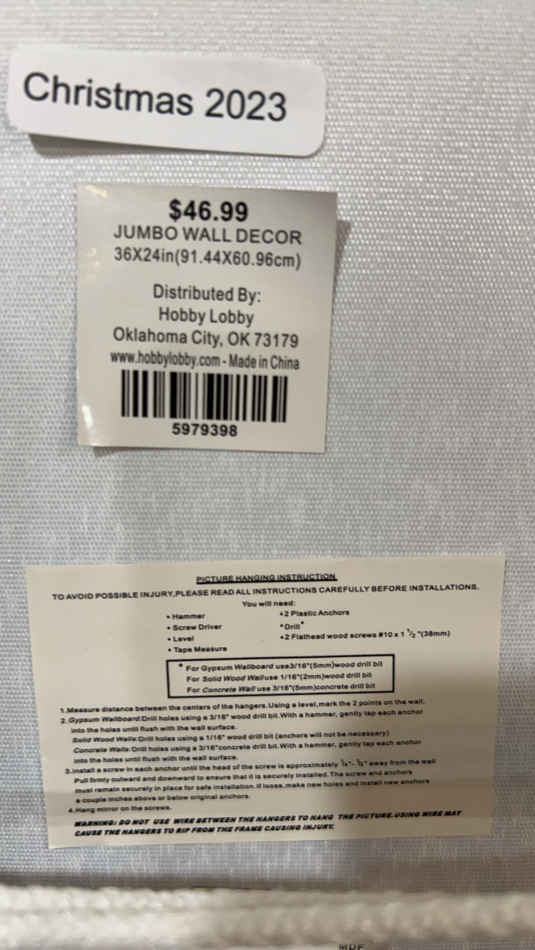 Christmas 2023
$46.99
JUMBO WALL DECOR
36X24in(91.44X60.96cm)
Distributed By:
Hobby Lobby
Oklahoma City, OK 73179
www.hobbylobby.com - Made in China
5979398
PICTURE HANGING INSTRUCTION
TO AVOID POSSIBLE INJURY,PLEASE READ ALL INSTRUCTIONS CAREFULLY BEFORE INSTALLATIONS.
You will need:
• Hammer •2 Plastic Anchors
• Screw Driver *Drill*
• Level •2 Flathead wood screws #10 x 1 1/2 "(38mm)
• Tape Measure
* For Gypsum Wallboard use3/16"(5mm)wood drill bit
For Solid Wood Wall use 1/16"(2mm)wood drill bit
For Concrete Wall use 3/16"(5mm)concrete drill bit
1.Measure distance between the centers of the hangers.Using a level,mark the 2 points on the wall.
2.Gypsum Wallboard:Drill holes using a 3/16" wood drill bit.With a hammer, gently tap each anchor
into the holes until flush with the wall surface.
Solid Wood Walls:Drill holes using a 1/16" wood drill bit (anchors will not be necessary)
Concrete Walls:Drill holes using a 3/16"concrete drill bit.With a hammer, gently tap each anchor
into the holes until flush with the wall surface.
3.Install a screw in each anchor until the head of the screw is approximately 1/4"- 1/2" away from the wall
Pull firmly outward and downward to ensure that it is securely installed.The screw and anchors
must remain securely in place for safe installation.If loose,make new holes and install new anchors
a couple inches above or below original anchors.
4.Hang mirror on the screws.
WARNING: DO NOT USE WIRE BETWEEN THE HANGERS TO HANG THE PICTURE.USING WIRE MAY
CAUSE THE HANGERS TO RIP FROM THE FRAME CAUSING INJURY.
MDF